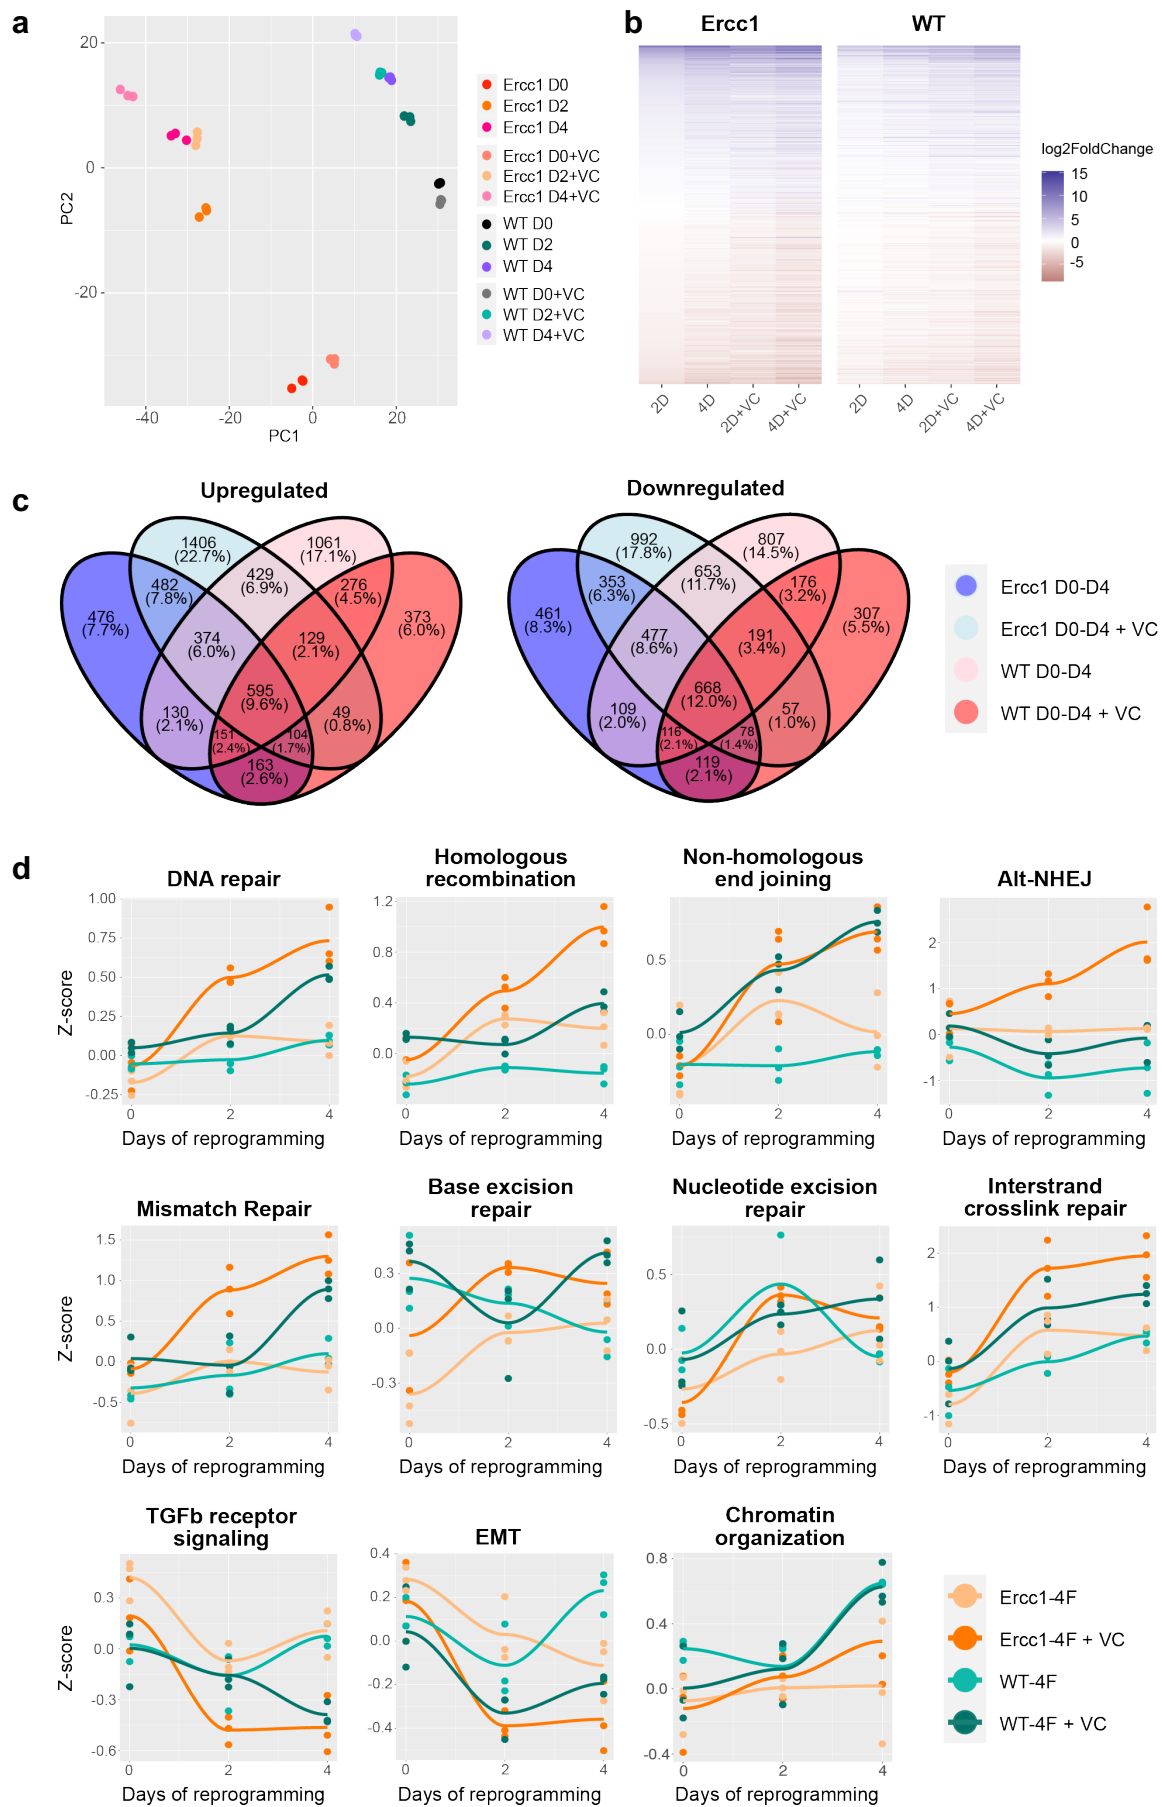 a
20
0
-20
PC2
-40
-20
0
20
PC1
Ercc1 D0
Ercc1 D2
Ercc1 D4
Ercc1 D0+VC
Ercc1 D2+VC
Ercc1 D4+VC
WT D0
WT D2
WT D4
WT D0+VC
WT D2+VC
WT D4+VC
b
Ercc1
WT
2D
4D
2D+VC
4D+VC
2D
4D
2D+VC
4D+VC
log2FoldChange
15
10
5
0
-5
c
Upregulated
1406
(22.7%)
1061
(17.1%)
482
(7.8%)
429
(6.9%)
276
(4.5%)
476
(7.7%)
373
(6.0%)
374
(6.0%)
129
(2.1%)
595
(9.6%)
130
(2.1%)
49
(0.8%)
151
(2.4%)
104
(1.7%)
163
(2.6%)
Downregulated
992
(17.8%)
807
(14.5%)
353
(6.3%)
653
(11.7%)
176
(3.2%)
461
(8.3%)
307
(5.5%)
477
(8.6%)
191
(3.4%)
668
(12.0%)
109
(2.0%)
57
(1.0%)
116
(2.1%)
78
(1.4%)
119
(2.1%)
Ercc1 D0-D4
Ercc1 D0-D4 + VC
WT D0-D4
WT D0-D4 + VC
d
DNA repair
Z-score
1.00
0.75
0.50
0.25
0.00
-0.25
0
2
4
Days of reprogramming
Homologous
recombination
1.2
0.8
0.4
0.0
0
2
4
Days of reprogramming
Non-homologous
end joining
0.5
0.0
0
2
4
Days of reprogramming
Alt-NHEJ
2
1
0
-1
0
2
4
Days of reprogramming
Mismatch Repair
Z-score
1.5
1.0
0.5
0.0
-0.5
0
2
4
Days of reprogramming
Base excision
repair
0.3
0.0
-0.3
0
2
4
Days of reprogramming
Nucleotide excision
repair
0.5
0.0
-0.5
0
2
4
Days of reprogramming
Interstrand
crosslink repair
2
1
0
-1
0
2
4
Days of reprogramming
TGFb receptor
signaling
Z-score
0.3
0.0
-0.3
-0.6
0
2
4
Days of reprogramming
EMT
0.4
0.2
0.0
-0.2
-0.4
0
2
4
Days of reprogramming
Chromatin
organization
0.8
0.4
0.0
-0.4
0
2
4
Days of reprogramming
Ercc1-4F
Ercc1-4F + VC
WT-4F
WT-4F + VC